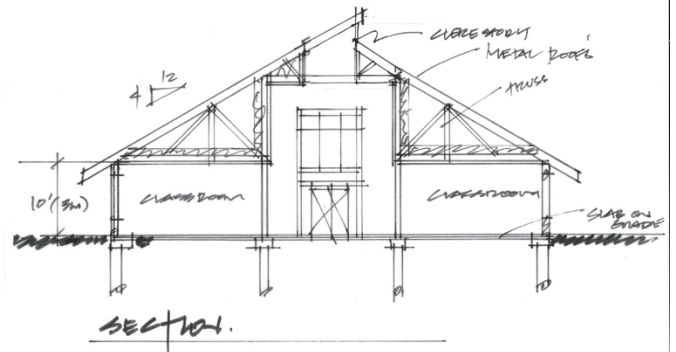 CLERESTORY
METAL ROOF
12
4
TRUSS
10'(3M)
CLASSROOM
CLASSROOM
SLAB ON
GRADE
SECTION.